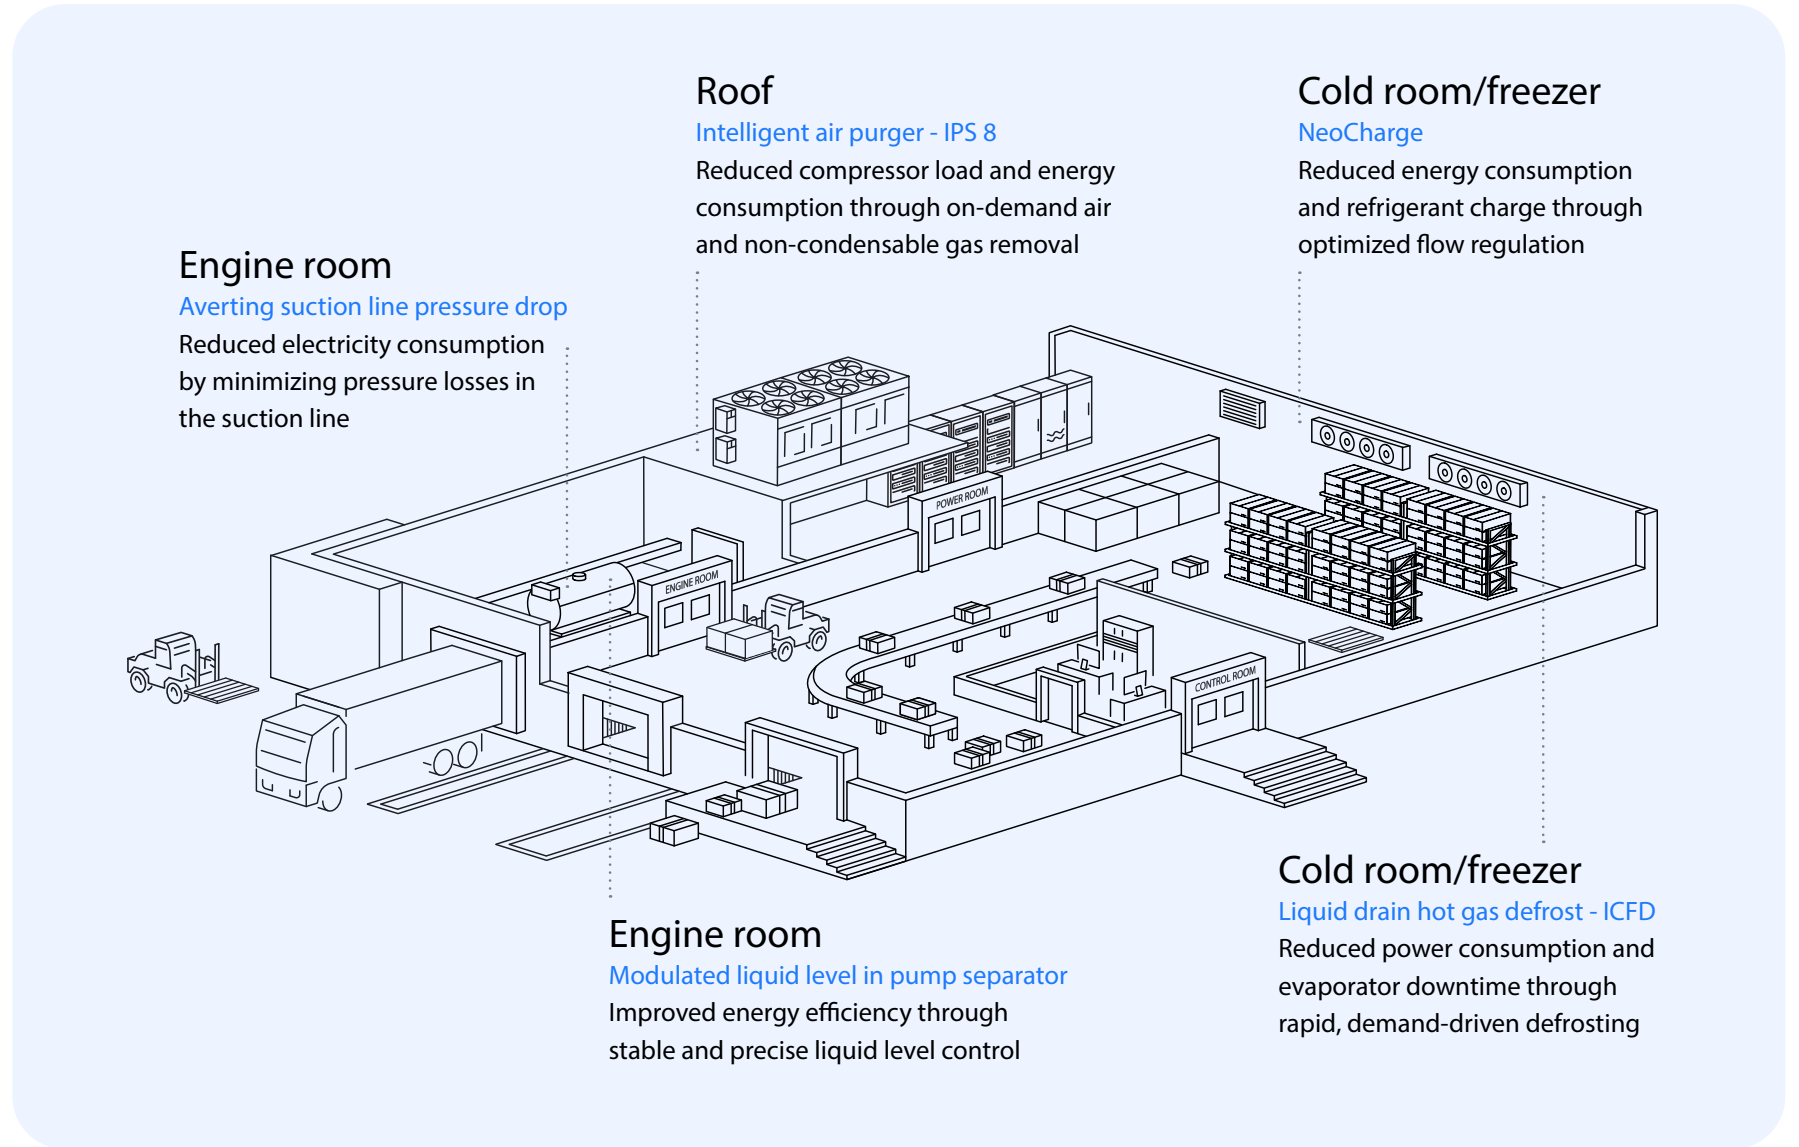 Roof
Intelligent air purger - IPS 8
Reduced compressor load and energy
consumption through on-demand air
and non-condensable gas removal
Cold room/freezer
NeoCharge
Reduced energy consumption
and refrigerant charge through
optimized flow regulation
Engine room
Averting suction line pressure drop
Reduced electricity consumption
by minimizing pressure losses in
the suction line
POWER ROOM
ENGINE ROOM
CONTROL ROOM
Engine room
Modulated liquid level in pump separator
Improved energy efficiency through
stable and precise liquid level control
Cold room/freezer
Liquid drain hot gas defrost - ICFD
Reduced power consumption and
evaporator downtime through
rapid, demand-driven defrosting